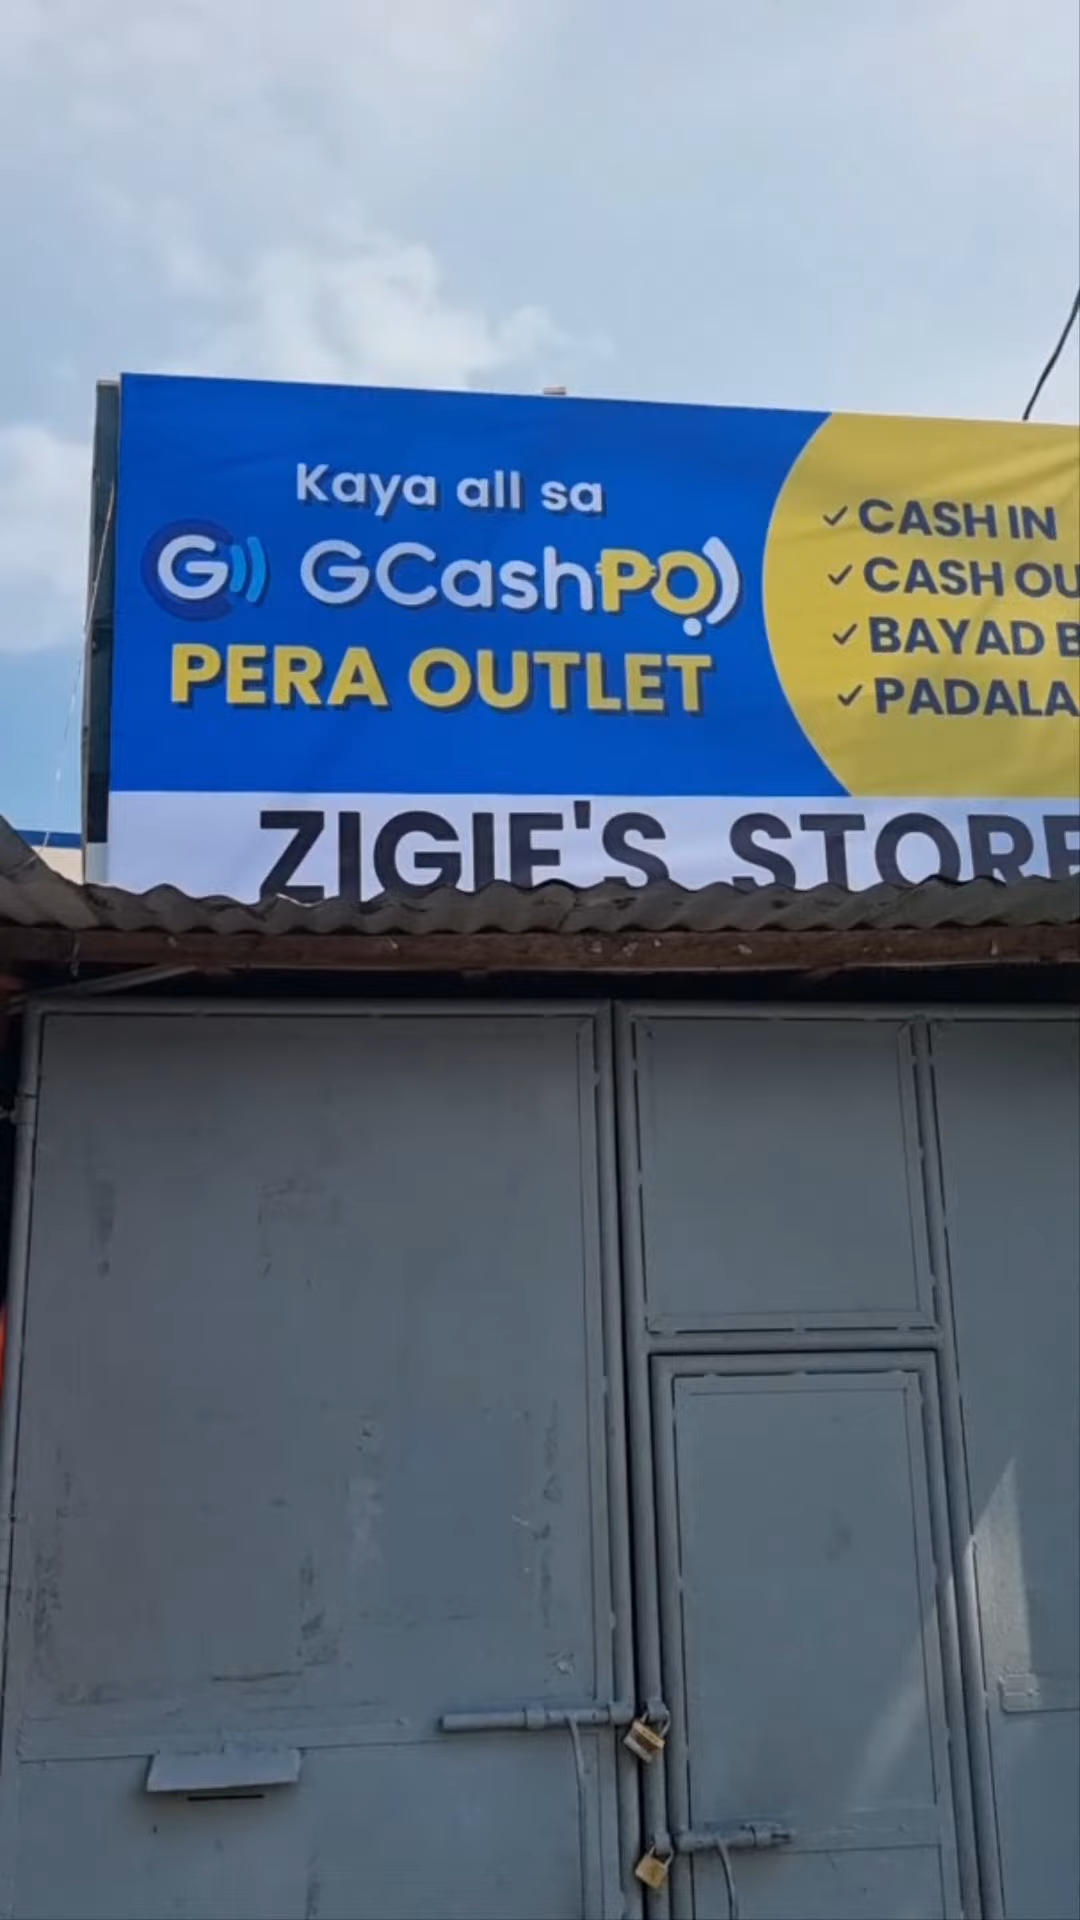 Kaya all sa
G GCashPO
PERA OUTLET
✓ CASH IN
✓ CASH OU
✓ BAYAD B
✓ PADALA
ZIGIE'S STORE